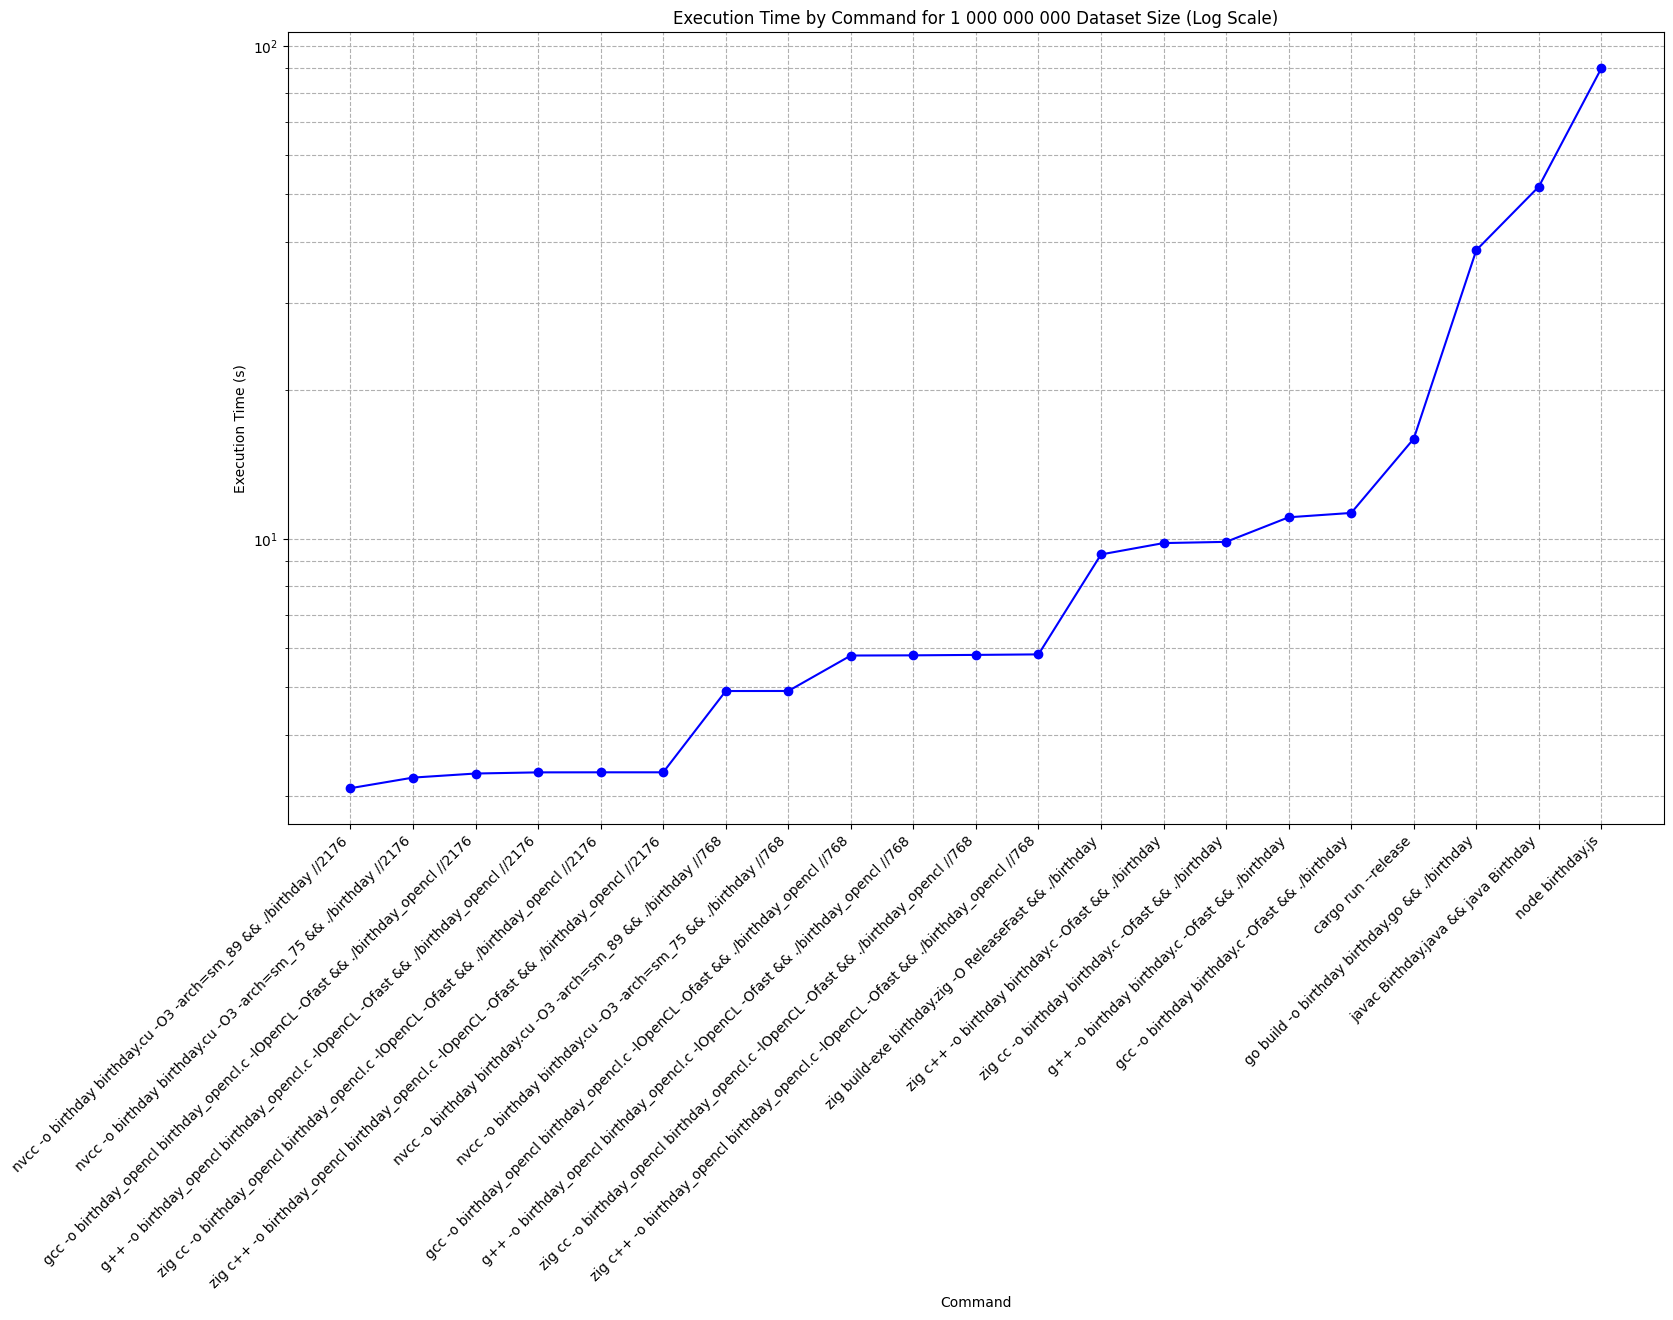 Execution Time by Command for 1 000 000 000 Dataset Size (Log Scale)
10²
10¹
Execution Time (s)
nvcc -o birthday birthday.cu -O3 -arch=sm_89 && ./birthday //2176
nvcc -o birthday birthday.cu -O3 -arch=sm_75 && ./birthday //2176
gcc -o birthday_opencl birthday_opencl.c -lOpenCL -Ofast && ./birthday_opencl //2176
g++ -o birthday_opencl birthday_opencl.c -lOpenCL -Ofast && ./birthday_opencl //2176
zig cc -o birthday_opencl birthday_opencl.c -lOpenCL -Ofast && ./birthday_opencl //2176
zig c++ -o birthday_opencl birthday_opencl.c -lOpenCL -Ofast && ./birthday_opencl //2176
nvcc -o birthday birthday.cu -O3 -arch=sm_89 && ./birthday //768
nvcc -o birthday birthday.cu -O3 -arch=sm_75 && ./birthday //768
gcc -o birthday_opencl birthday_opencl.c -lOpenCL -Ofast && ./birthday_opencl //768
g++ -o birthday_opencl birthday_opencl.c -lOpenCL -Ofast && ./birthday_opencl //768
zig cc -o birthday_opencl birthday_opencl.c -lOpenCL -Ofast && ./birthday_opencl //768
zig c++ -o birthday_opencl birthday_opencl.c -lOpenCL -Ofast && ./birthday_opencl //768
zig build-exe birthday.zig -O ReleaseFast && ./birthday
zig c++ -o birthday birthday.c -Ofast && ./birthday
zig cc -o birthday birthday.c -Ofast && ./birthday
g++ -o birthday birthday.c -Ofast && ./birthday
gcc -o birthday birthday.c -Ofast && ./birthday
cargo run --release
go build -o birthday birthday.go && ./birthday
javac Birthday.java && java Birthday
node birthday.js
Command